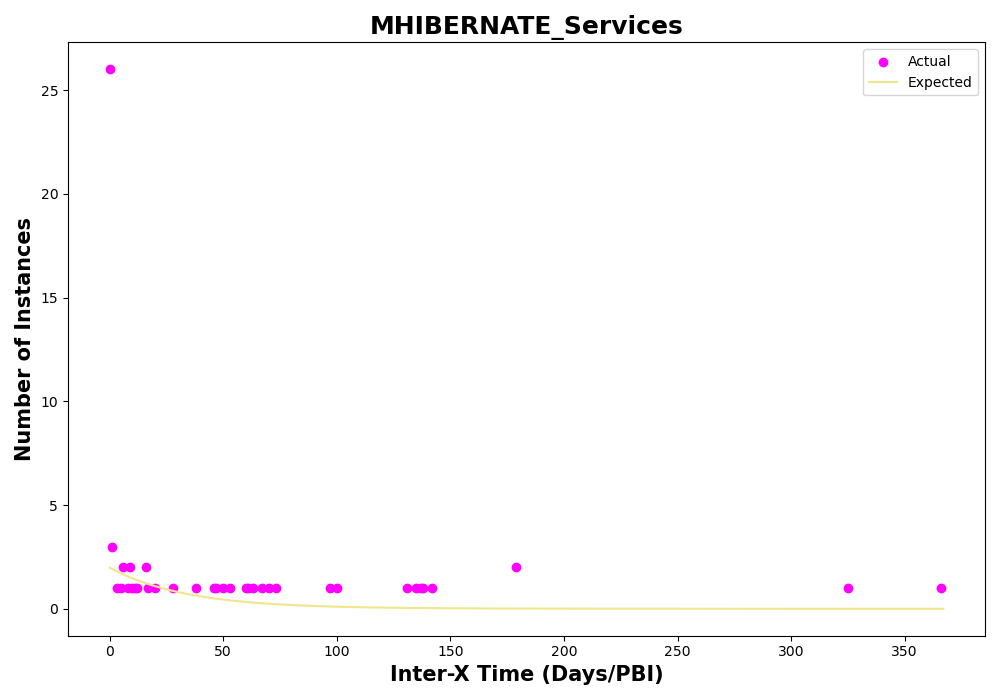 MHIBERNATE_Services
Actual
Expected
25
20
15
10
5
0
Number of Instances
0 50 100 150 200 250 300 350
Inter-X Time (Days/PBI)